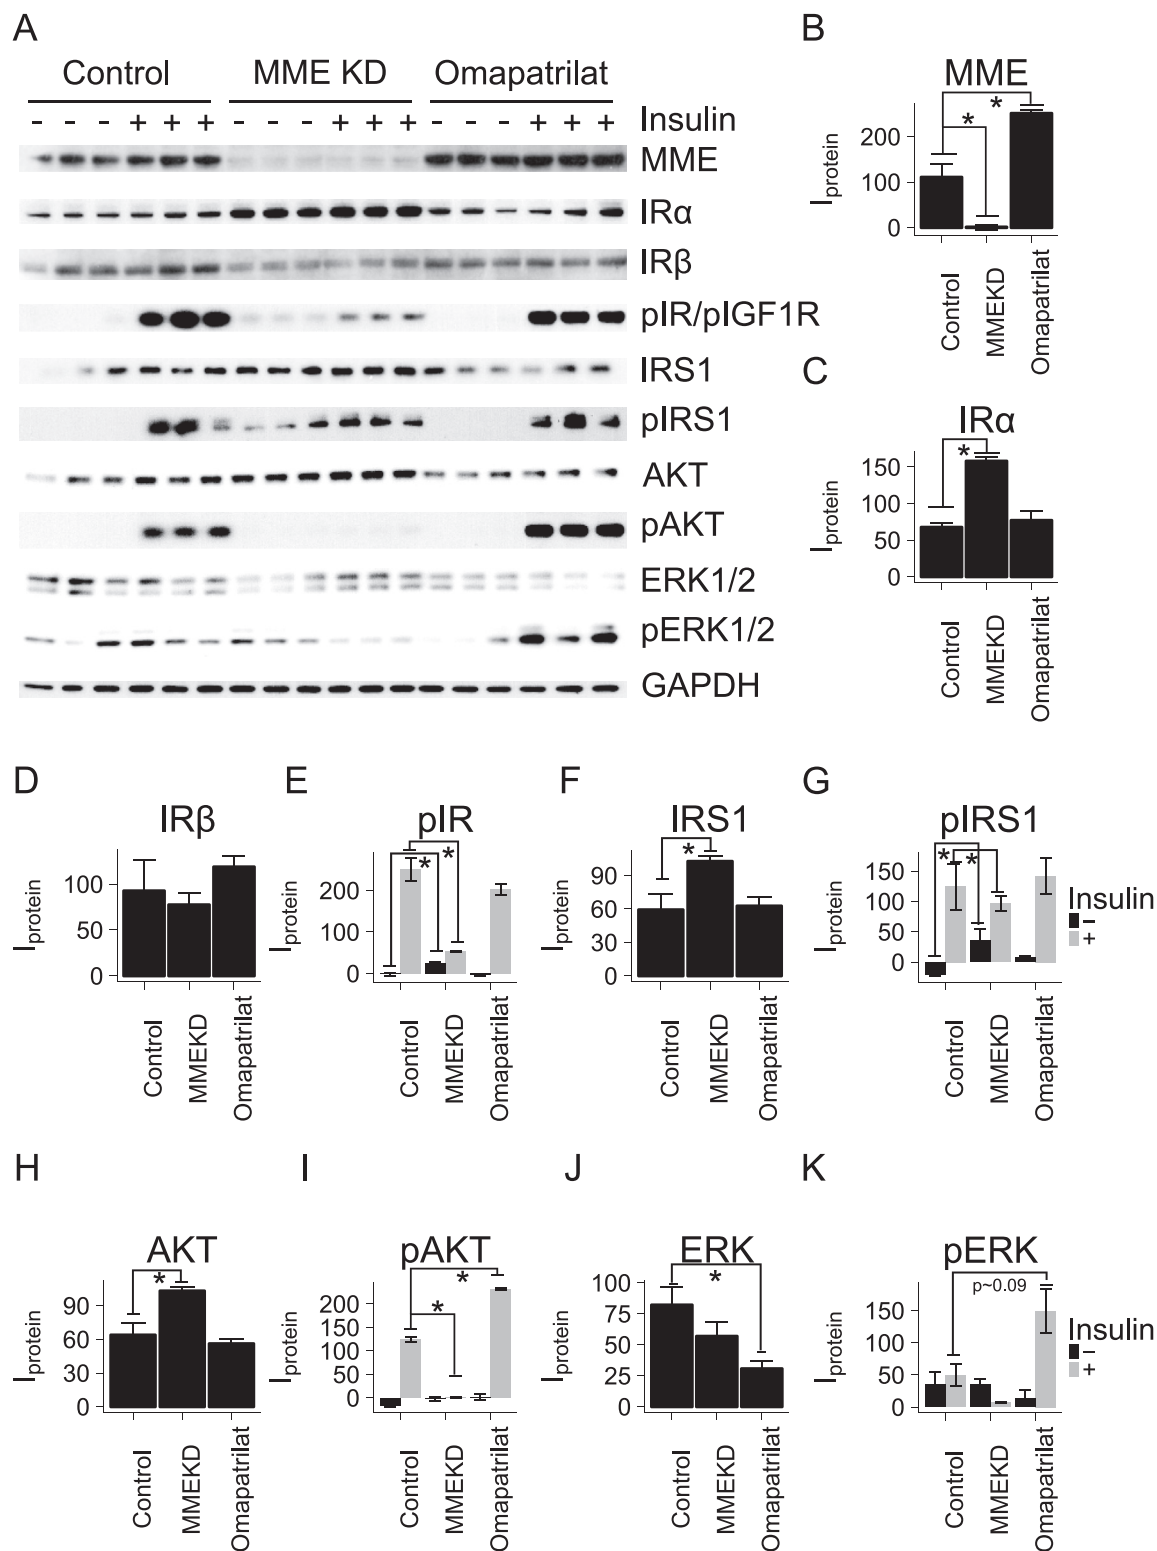 A
B
Control MME KD Omapatrilat
- - - + + + - - - + + + - - - + + + Insulin
MME
IRα
IRβ
pIR/pIGF1R
IRS1
pIRS1
AKT
pAKT
ERK1/2
pERK1/2
GAPDH
MME
* *
Iprotein
200
100
0
Control
MMEKD
Omapatrilat
C
IRα
*
Iprotein
150
100
50
0
Control
MMEKD
Omapatrilat
D
IRβ
Iprotein
100
50
0
Control
MMEKD
Omapatrilat
E
pIR
* *
Iprotein
200
100
0
Control
MMEKD
Omapatrilat
F
IRS1
*
Iprotein
90
60
30
0
Control
MMEKD
Omapatrilat
G
pIRS1
* *
Iprotein
150
100
50
0
Control
MMEKD
Omapatrilat
Insulin
−
+
H
AKT
*
Iprotein
90
60
30
0
Control
MMEKD
Omapatrilat
I
pAKT
*
*
Iprotein
200
150
100
50
0
Control
MMEKD
Omapatrilat
J
ERK
*
Iprotein
100
75
50
25
0
Control
MMEKD
Omapatrilat
K
pERK
p~0.09
Iprotein
150
100
50
0
Control
MMEKD
Omapatrilat
Insulin
−
+